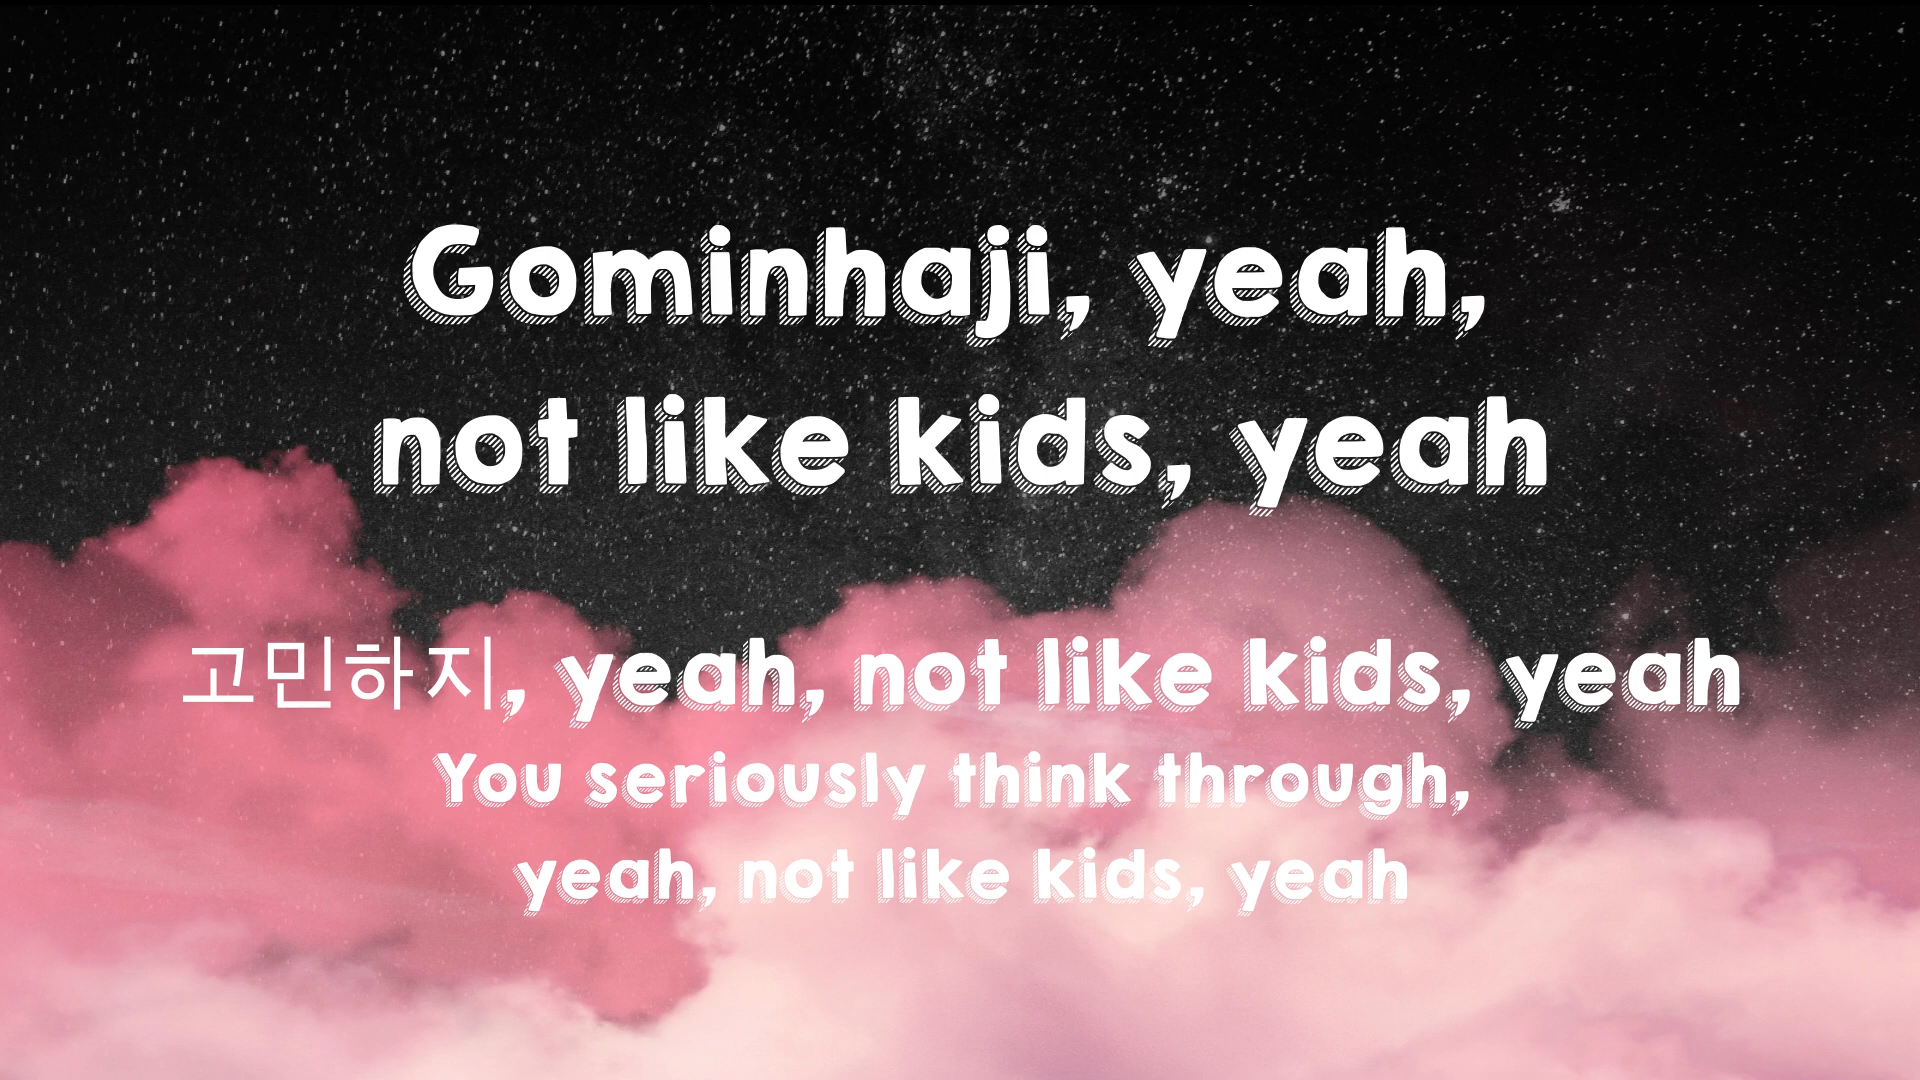 Gominhaji, yeah,
not like kids, yeah
고민하지, yeah, not like kids, yeah
You seriously think through,
yeah, not like kids, yeah